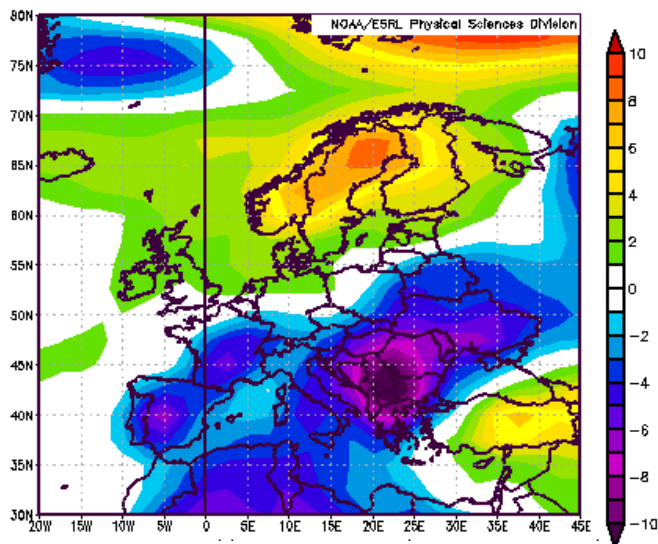 NOAA/ESRL Physical Sciences Division
80N
75N
70N
65N
60N
55N
50N
45N
40N
35N
30N
20W 15W 10W 5W 0 5E 10E 15E 20E 25E 30E 35E 40E 45E
10
8
6
4
2
0
-2
-4
-6
-8
-10